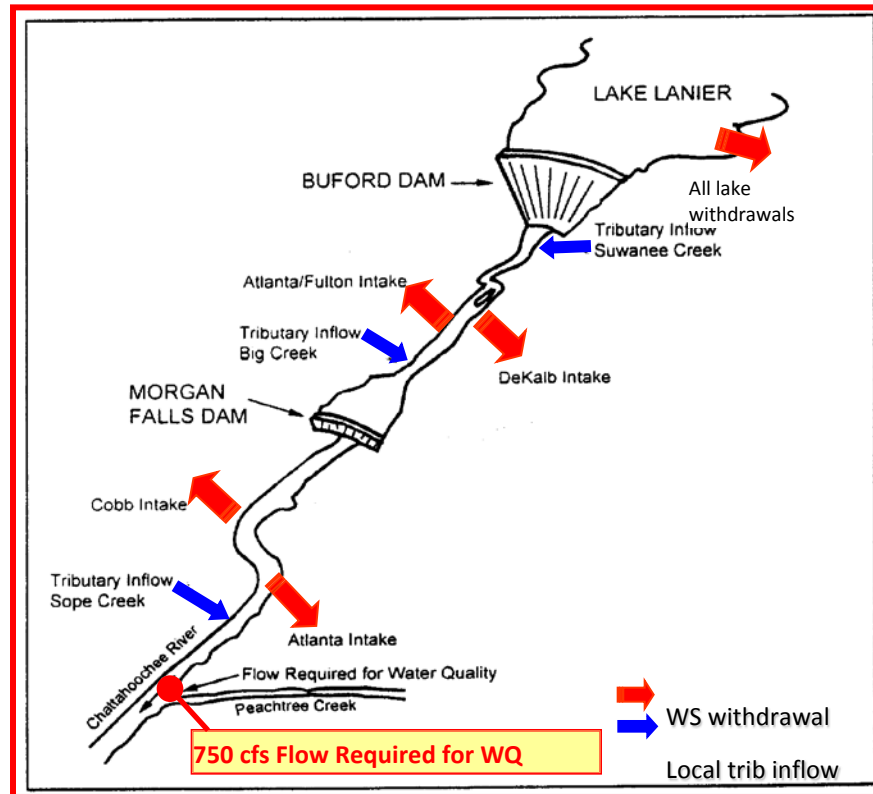 LAKE LANIER
BUFORD DAM
All lake
withdrawals
Tributary Inflow
Suwanee Creek
Atlanta/Fulton Intake
Tributary Inflow
Big Creek
DeKalb Intake
MORGAN
FALLS DAM
Cobb Intake
Tributary Inflow
Sope Creek
Atlanta Intake
Chattahoochee River
Flow Required for Water Quality
Peachtree Creek
750 cfs Flow Required for WQ
WS withdrawal
Local trib inflow